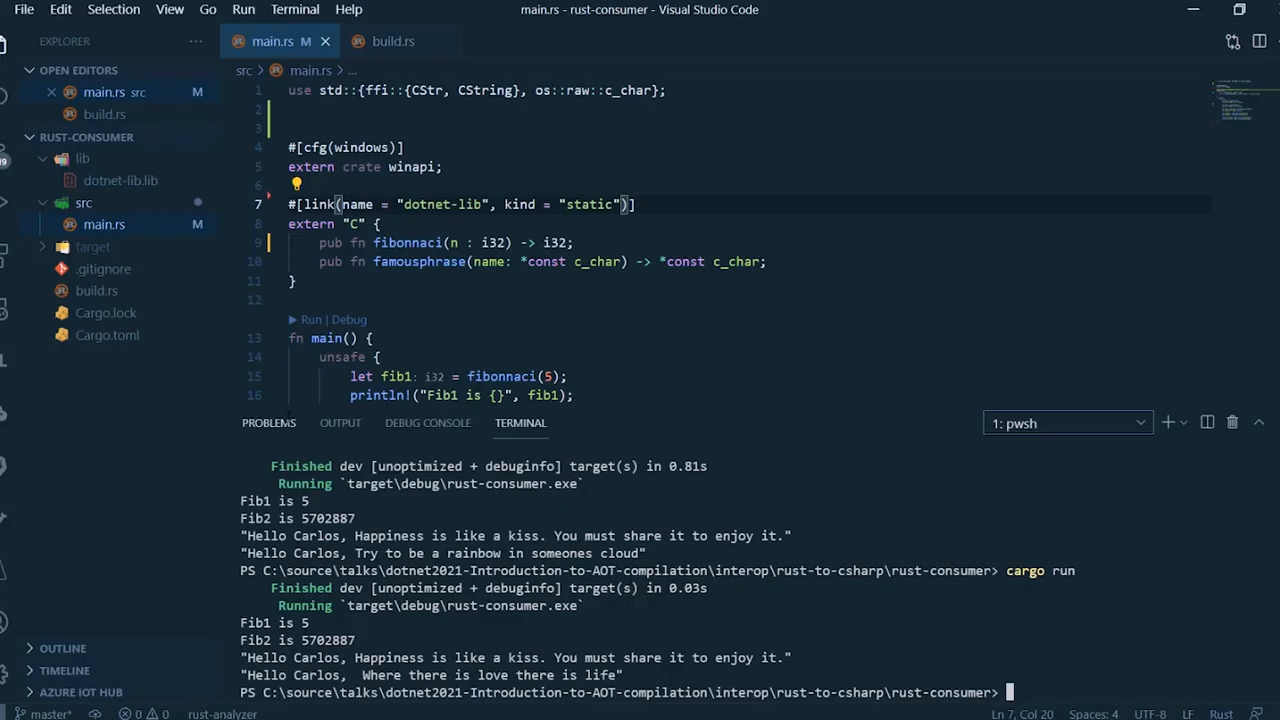 File Edit Selection View Go Run Terminal Help
main.rs - rust-consumer - Visual Studio Code
EXPLORER ...
main.rs M
build.rs
OPEN EDITORS
main.rs src M
build.rs
RUST-CONSUMER
lib
dotnet-lib.lib
src
main.rs M
target
.gitignore
build.rs
Cargo.lock
Cargo.toml
OUTLINE
TIMELINE
AZURE IOT HUB
src > main.rs > ...
1 use std::{ffi::{CStr, CString}, os::raw::c_char};
2
3
4 #[cfg(windows)]
5 extern crate winapi;
6
7 #[link(name = "dotnet-lib", kind = "static")]
8 extern "C" {
9 pub fn fibonnaci(n : i32) -> i32;
10 pub fn famousphrase(name: *const c_char) -> *const c_char;
11 }
12
Run | Debug
13 fn main() {
14 unsafe {
15 let fib1: i32 = fibonnaci(5);
16 println!("Fib1 is {}", fib1);
PROBLEMS OUTPUT DEBUG CONSOLE TERMINAL
1: pwsh
Finished dev [unoptimized + debuginfo] target(s) in 0.81s
Running `target\debug\rust-consumer.exe`
Fib1 is 5
Fib2 is 5702887
"Hello Carlos, Happiness is like a kiss. You must share it to enjoy it."
"Hello Carlos, Try to be a rainbow in someones cloud"
PS C:\source\talks\dotnet2021-Introduction-to-AOT-compilation\interop\rust-to-csharp\rust-consumer> cargo run
Finished dev [unoptimized + debuginfo] target(s) in 0.03s
Running `target\debug\rust-consumer.exe`
Fib1 is 5
Fib2 is 5702887
"Hello Carlos, Happiness is like a kiss. You must share it to enjoy it."
"Hello Carlos,  Where there is love there is life"
PS C:\source\talks\dotnet2021-Introduction-to-AOT-compilation\interop\rust-to-csharp\rust-consumer>
master* 0 0 rust-analyzer
Ln 7, Col 20 Spaces: 4 UTF-8 LF Rust